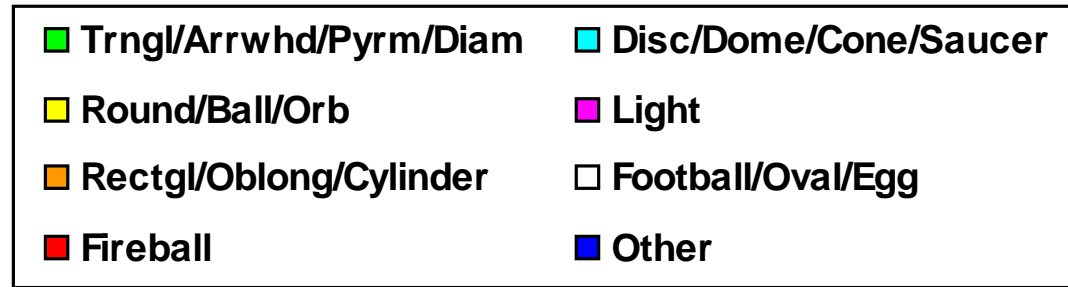 Trngl/Arrwhd/Pyrm/Diam Disc/Dome/Cone/Saucer
Round/Ball/Orb Light
Rectgl/Oblong/Cylinder Football/Oval/Egg
Fireball Other